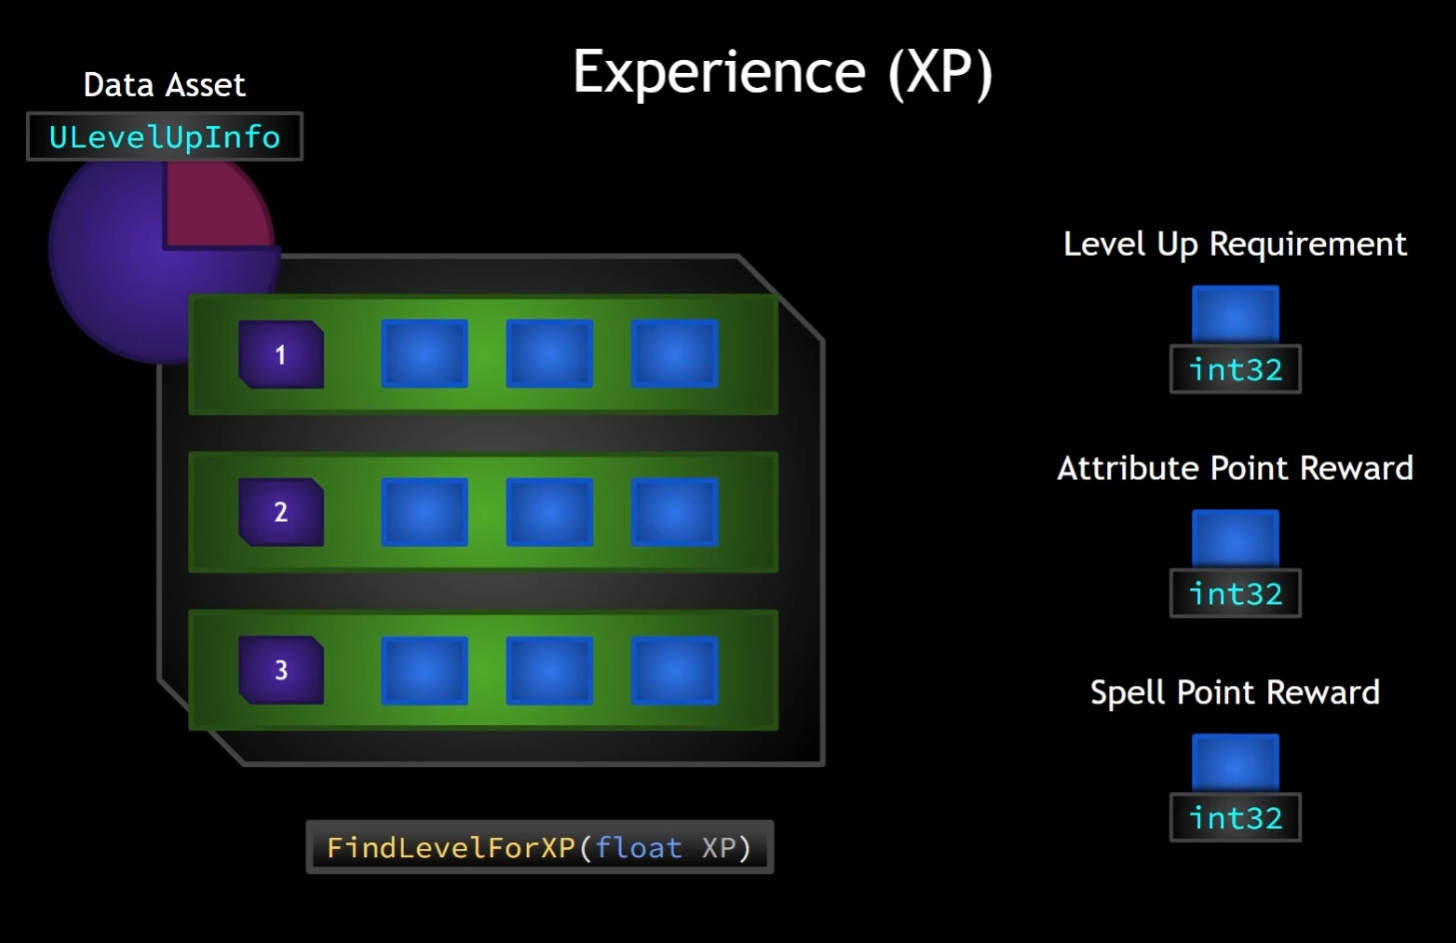 Experience (XP)
Data Asset
ULevelUpInfo
1
2
3
FindLevelForXP(float XP)
Level Up Requirement
int32
Attribute Point Reward
int32
Spell Point Reward
int32